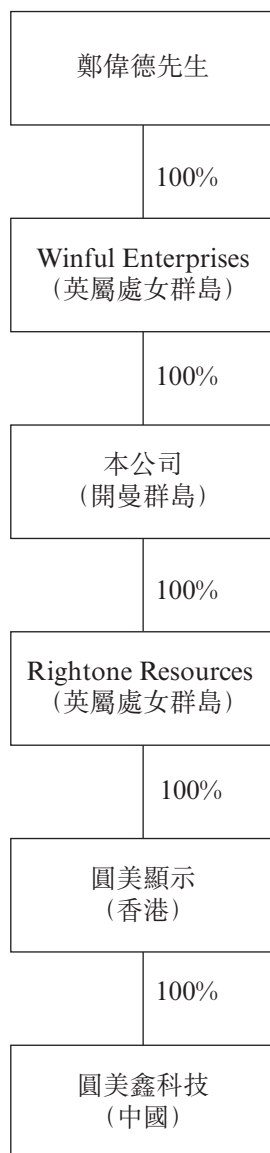 鄭偉德先生
100%
Winful Enterprises
（英屬處女群島）
100%
本公司
（開曼群島）
100%
Rightone Resources
（英屬處女群島）
100%
圓美顯示
（香港）
100%
圓美鑫科技
（中國）